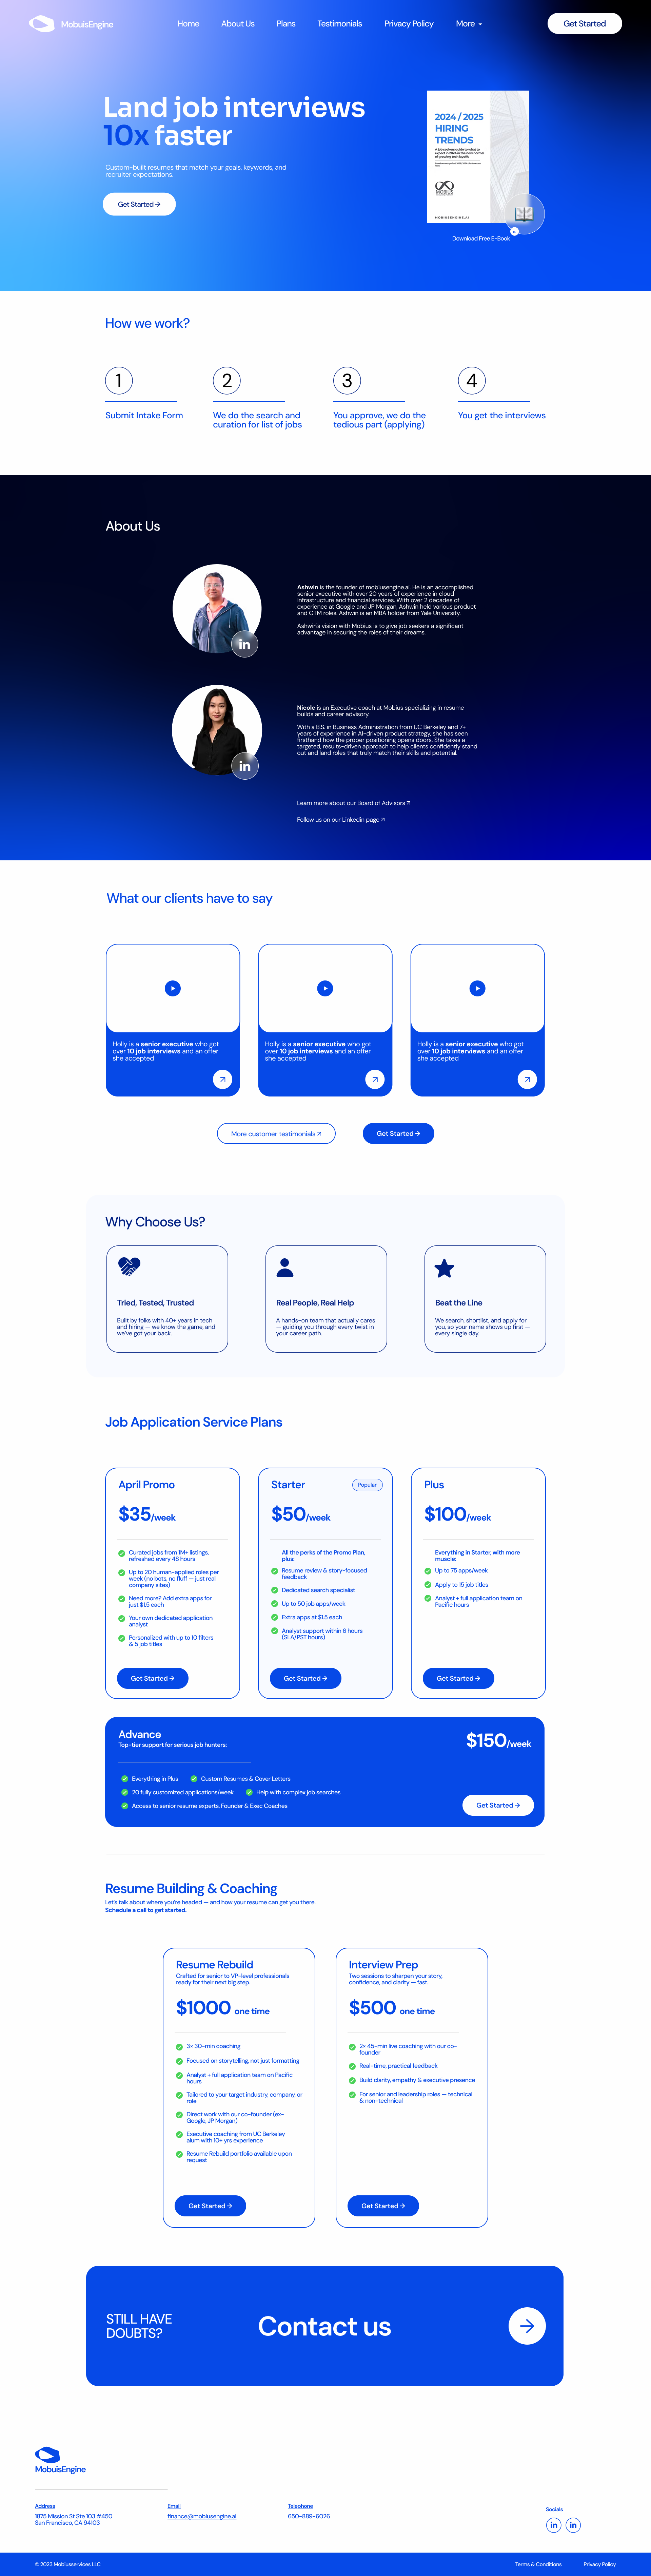 MobuisEngine
Home
About Us
Plans
Testimonials
Privacy Policy
More
Get Started
Land job interviews
10x faster
Custom-built resumes that match your goals, keywords, and
recruiter expectations.
Get Started →
2024 / 2025
HIRING
TRENDS
MOBIUS
MOBIUSENGINE.AI
Download Free E-Book
How we work?
1
Submit Intake Form
2
We do the search and
curation for list of jobs
3
You approve, we do the
tedious part (applying)
4
You get the interviews
About Us
in
Ashwin is the founder of mobiusengine.ai. He is an accomplished
senior executive with over 20 years of experience in cloud
infrastructure and financial services. With over 2 decades of
experience at Google and JP Morgan, Ashwin held various product
and GTM roles. Ashwin is an MBA holder from Yale University.
Ashwin's vision with Mobius is to give job seekers a significant
advantage in securing the roles of their dreams.
in
Nicole is an Executive coach at Mobius specializing in resume
builds and career advisory.
With a B.S. in Business Administration from UC Berkeley and 7+
years of experience in AI-driven product strategy, she has seen
firsthand how the proper positioning opens doors. She takes a
targeted, results-driven approach to help clients confidently stand
out and land roles that truly match their skills and potential.
Learn more about our Board of Advisors ↗
Follow us on our Linkedin page ↗
What our clients have to say
Holly is a senior executive who got
over 10 job interviews and an offer
she accepted
Holly is a senior executive who got
over 10 job interviews and an offer
she accepted
Holly is a senior executive who got
over 10 job interviews and an offer
she accepted
More customer testimonials ↗
Get Started →
Why Choose Us?
Tried, Tested, Trusted
Built by folks with 40+ years in tech
and hiring — we know the game, and
we've got your back.
Real People, Real Help
A hands-on team that actually cares
— guiding you through every twist in
your career path.
Beat the Line
We search, shortlist, and apply for
you, so your name shows up first —
every single day.
Job Application Service Plans
April Promo
$35/week
Curated jobs from 1M+ listings,
refreshed every 48 hours
Up to 20 human-applied roles per
week (no bots, no fluff — just real
company sites)
Need more? Add extra apps for
just $1.5 each
Your own dedicated application
analyst
Personalized with up to 10 filters
& 5 job titles
Get Started →
Starter
Popular
$50/week
All the perks of the Promo Plan,
plus:
Resume review & story-focused
feedback
Dedicated search specialist
Up to 50 job apps/week
Extra apps at $1.5 each
Analyst support within 6 hours
(SLA/PST hours)
Get Started →
Plus
$100/week
Everything in Starter, with more
muscle:
Up to 75 apps/week
Apply to 15 job titles
Analyst + full application team on
Pacific hours
Get Started →
Advance
Top-tier support for serious job hunters:
$150/week
Everything in Plus
Custom Resumes & Cover Letters
20 fully customized applications/week
Help with complex job searches
Access to senior resume experts, Founder & Exec Coaches
Get Started →
Resume Building & Coaching
Let's talk about where you're headed — and how your resume can get you there.
Schedule a call to get started.
Resume Rebuild
Crafted for senior to VP-level professionals
ready for their next big step.
$1000 one time
3× 30-min coaching
Focused on storytelling, not just formatting
Analyst + full application team on Pacific
hours
Tailored to your target industry, company, or
role
Direct work with our co-founder (ex-
Google, JP Morgan)
Executive coaching from UC Berkeley
alum with 10+ yrs experience
Resume Rebuild portfolio available upon
request
Get Started →
Interview Prep
Two sessions to sharpen your story,
confidence, and clarity — fast.
$500 one time
2× 45-min live coaching with our co-
founder
Real-time, practical feedback
Build clarity, empathy & executive presence
For senior and leadership roles — technical
& non-technical
Get Started →
STILL HAVE
DOUBTS?
Contact us
MobuisEngine
Address
1875 Mission St Ste 103 #450
San Francisco, CA 94103
Email
finance@mobiusengine.ai
Telephone
650-889-6026
Socials
in
in
© 2023 Mobiusservices LLC
Terms & Conditions
Privacy Policy